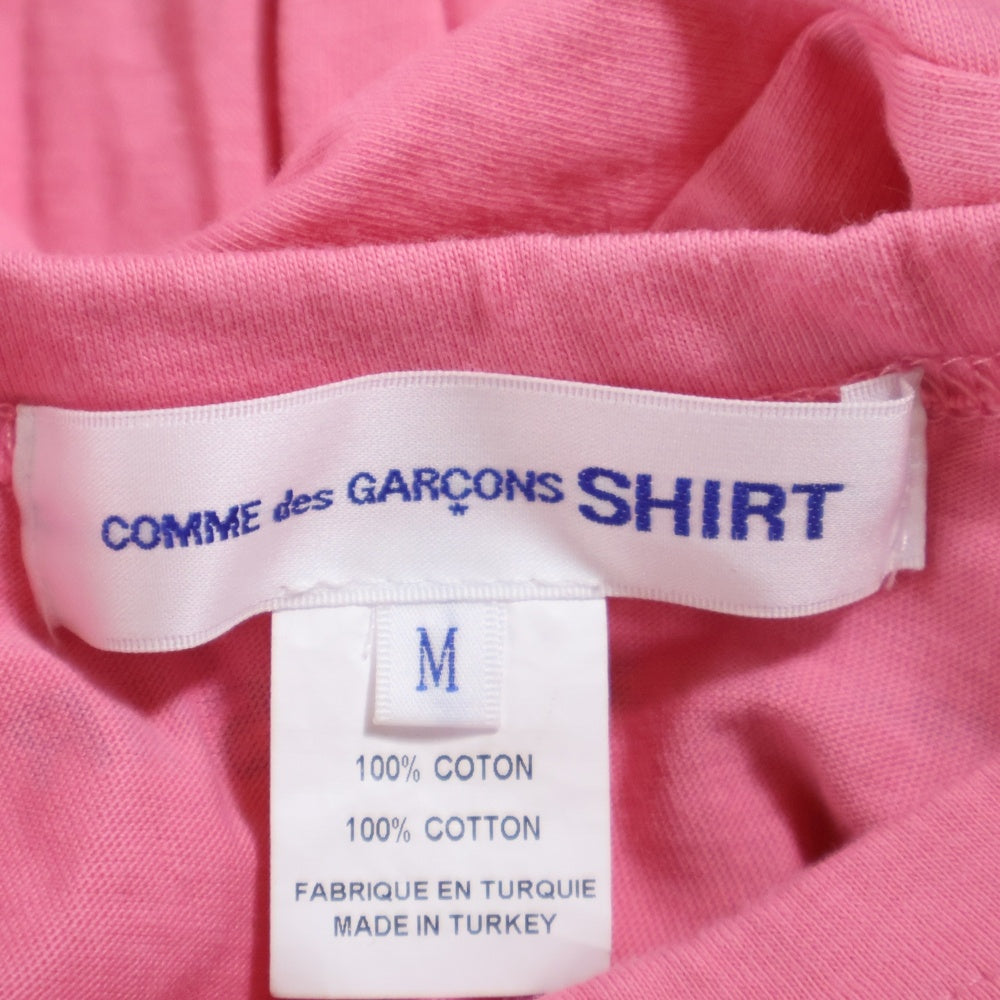 COMME des GARÇONS SHIRT
*
M
100% COTON
100% COTTON
FABRIQUE EN TURQUIE
MADE IN TURKEY